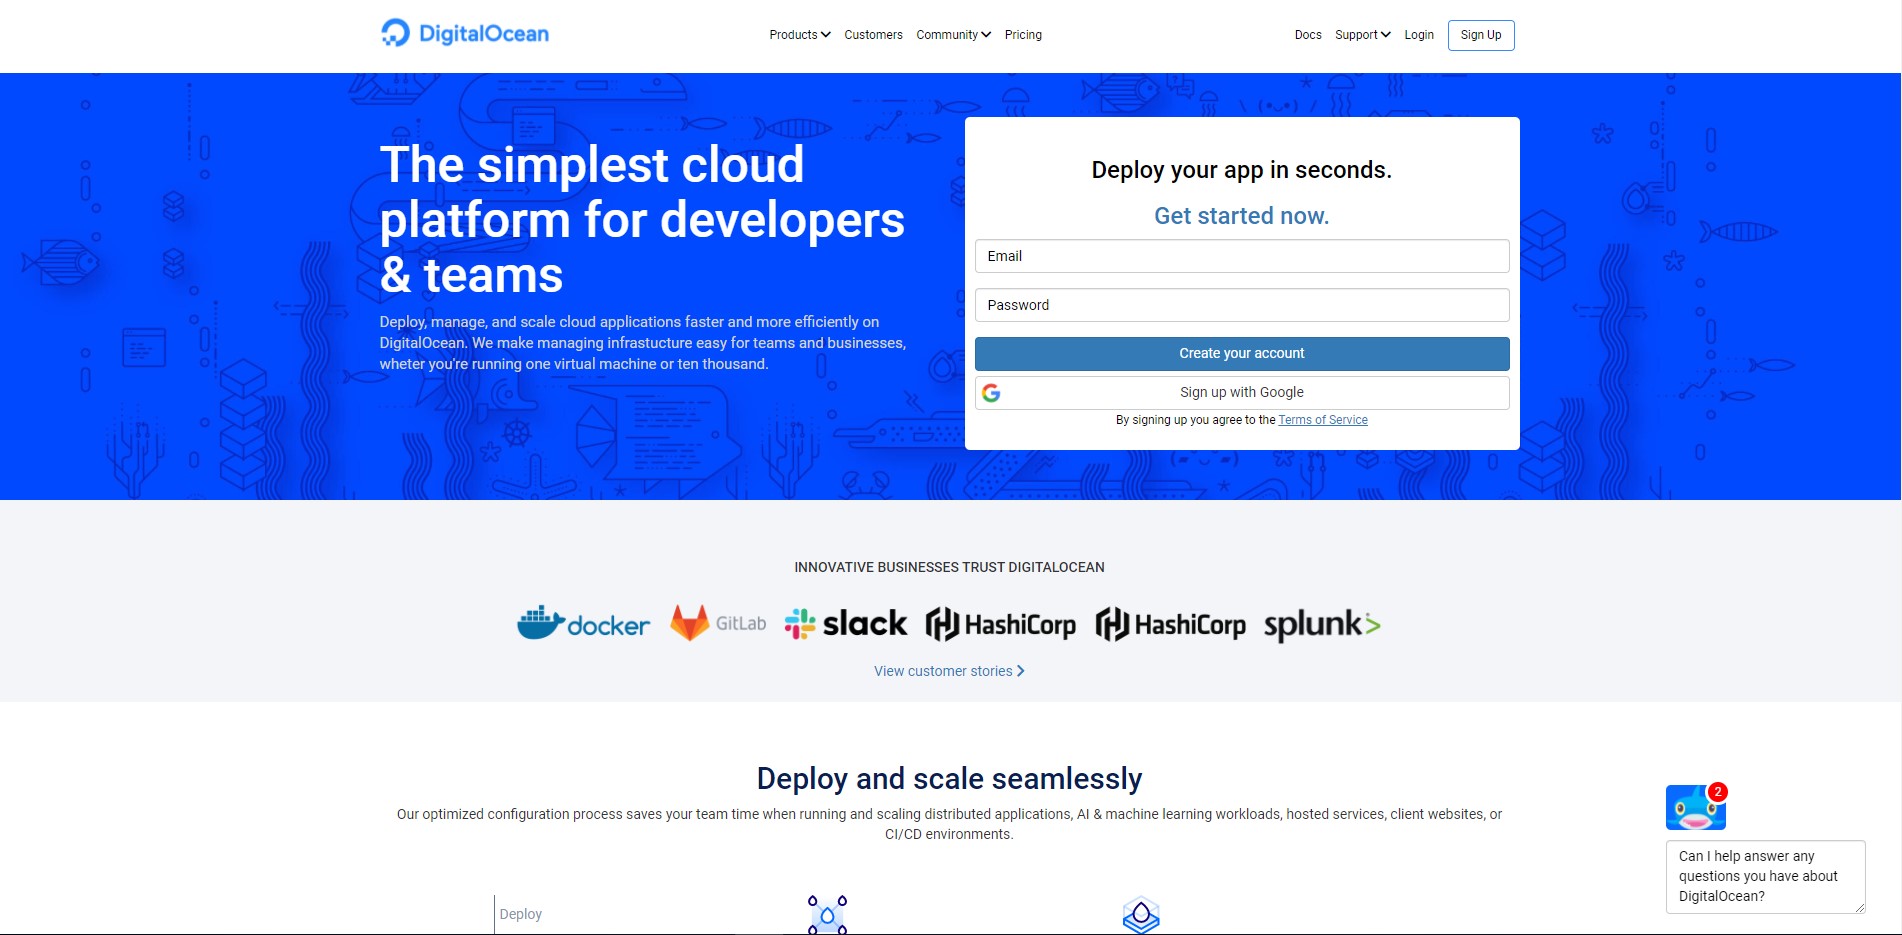 DigitalOcean
Products
Customers
Community
Pricing
Docs
Support
Login
Sign Up
The simplest cloud
platform for developers
& teams
Deploy, manage, and scale cloud applications faster and more efficiently on
DigitalOcean. We make managing infrastucture easy for teams and businesses,
wheter you're running one virtual machine or ten thousand.
Deploy your app in seconds.
Get started now.
Email
Password
Create your account
Sign up with Google
By signing up you agree to the Terms of Service
INNOVATIVE BUSINESSES TRUST DIGITALOCEAN
docker
GitLab
slack
HashiCorp
HashiCorp
splunk>
View customer stories
Deploy and scale seamlessly
Our optimized configuration process saves your team time when running and scaling distributed applications, AI & machine learning workloads, hosted services, client websites, or
CI/CD environments.
2
Can I help answer any
questions you have about
DigitalOcean?
Deploy